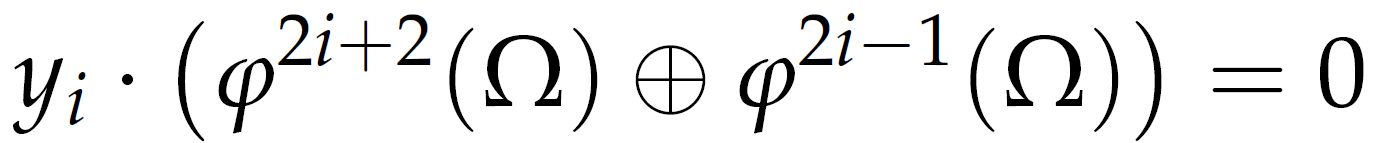 yᵢ · (φ²ⁱ⁺²(Ω) ⊕ φ²ⁱ⁻¹(Ω)) = 0